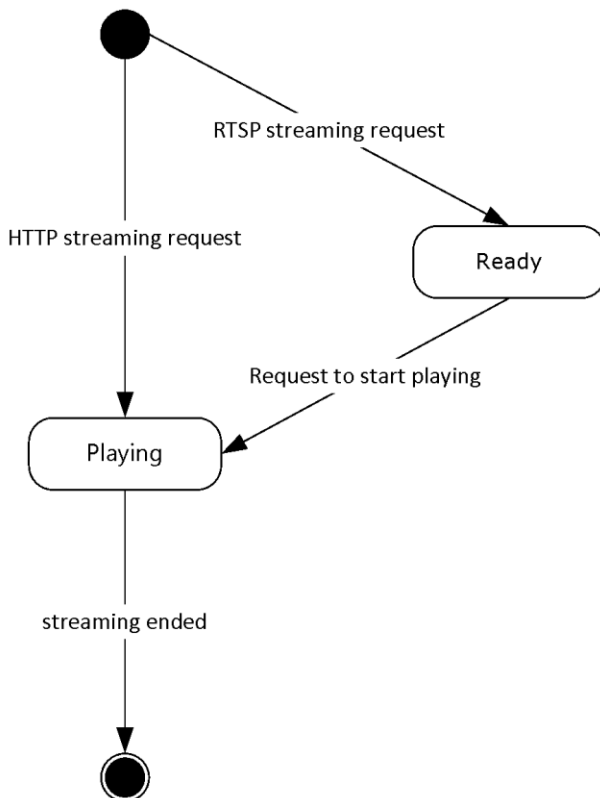 RTSP streaming request
HTTP streaming request
Ready
Request to start playing
Playing
streaming ended